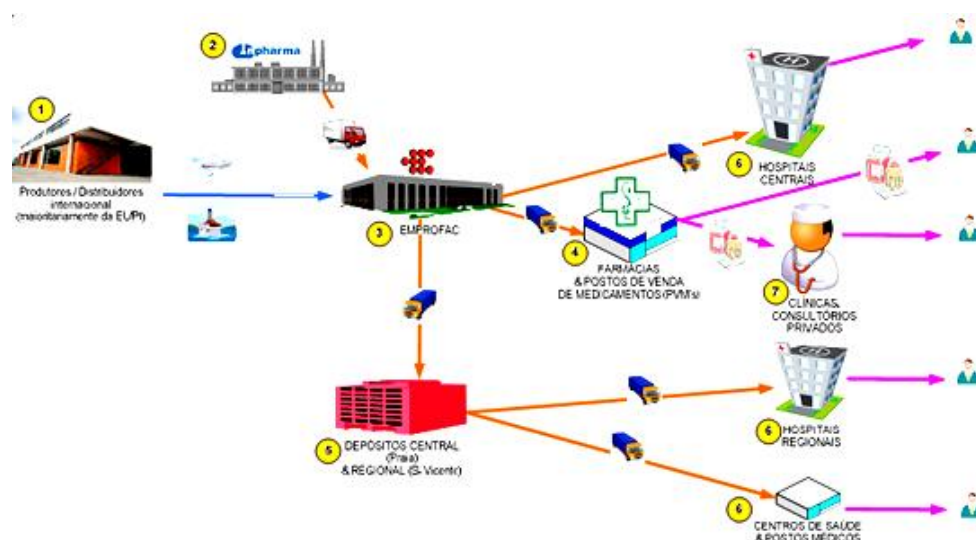 2
inpharma
1
Produtores / Distribuidores
internacional
(maioritariamente da EU/PI)
3
EMPROFAC
6
HOSPITAIS
CENTRAIS
4
FARMÁCIAS
& POSTOS DE VENDA
DE MEDICAMENTOS (PVM's)
7
CLÍNICAS,
CONSULTÓRIOS
PRIVADOS
5
DEPÓSITOS CENTRAL
(Praia)
& REGIONAL (S. Vicente)
6
HOSPITAIS
REGIONAIS
6
CENTROS DE SAÚDE
& POSTOS MÉDICOS